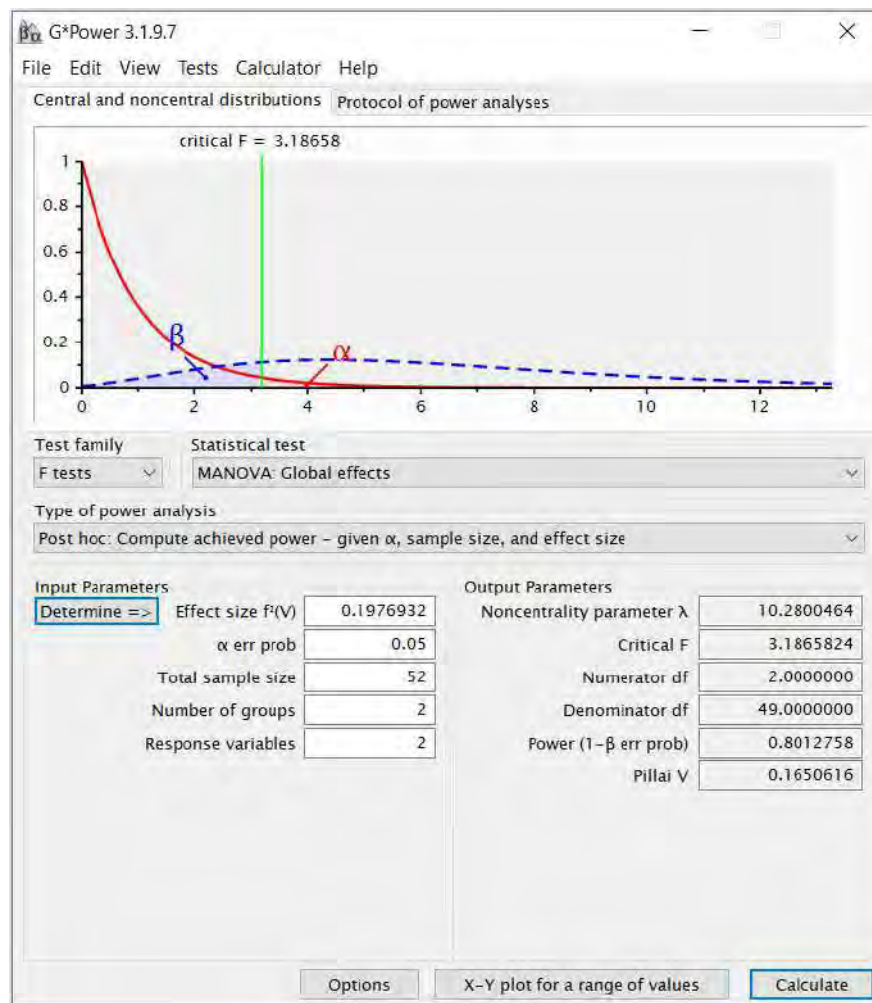 βα G*Power 3.1.9.7
File Edit View Tests Calculator Help
Central and noncentral distributions Protocol of power analyses
critical F = 3.18658
1
0.8
0.6
0.4
0.2
0
β
α
0 2 4 6 8 10 12
Test family Statistical test
F tests MANOVA: Global effects
Type of power analysis
Post hoc: Compute achieved power – given α, sample size, and effect size
Input Parameters Output Parameters
Determine => Effect size f²(V) 0.1976932 Noncentrality parameter λ 10.2800464
α err prob 0.05 Critical F 3.1865824
Total sample size 52 Numerator df 2.0000000
Number of groups 2 Denominator df 49.0000000
Response variables 2 Power (1-β err prob) 0.8012758
Pillai V 0.1650616
Options X-Y plot for a range of values Calculate